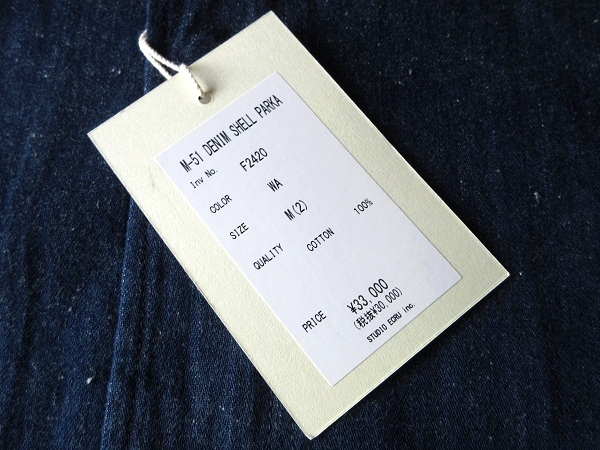 M-51 DENIM SHELL PARKA
Inv No. F2420
COLOR WA
SIZE M(2)
QUALITY COTTON 100%
PRICE ¥33,000
(税抜¥30,000)
STUDIO ECRU inc.